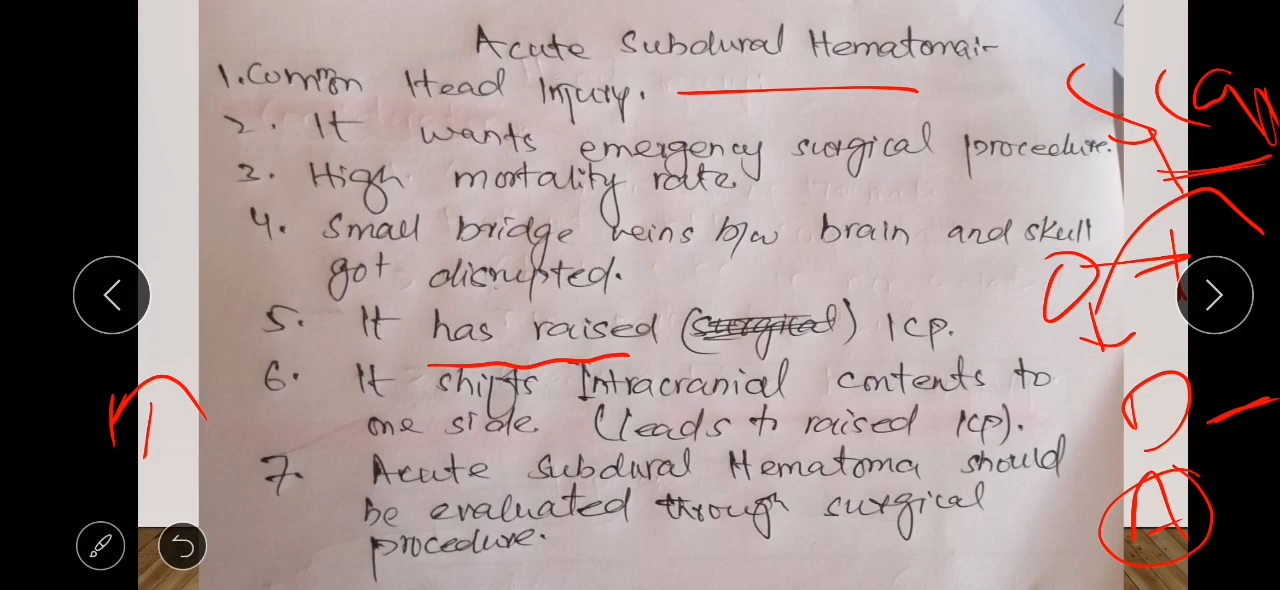 Acute Subdural Hematoma:-
1. Common Head Injury.
2. It wants emergency surgical procedure.
3. High mortality rate
4. Small bridge veins b/w brain and skull
got disrupted.
5. It has raised (surgical) ICP.
6. It shifts Intracranial contents to
one side (leads to raised ICP).
7. Acute Subdural Hematoma should
be evaluated through surgical
procedure.